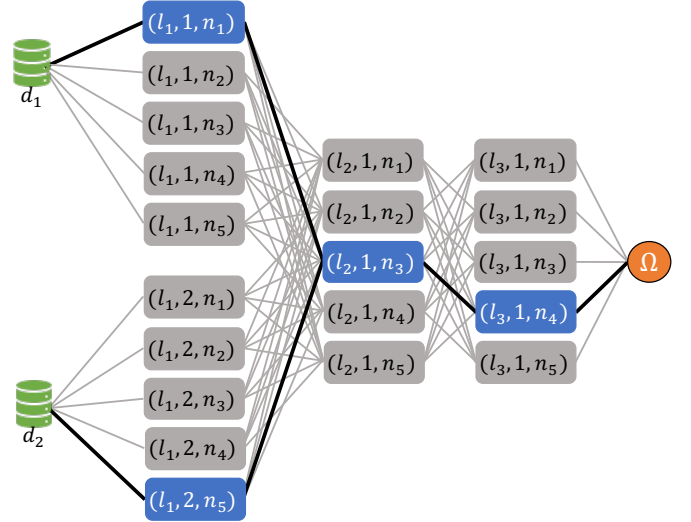 (l₁, 1, n₁)
d₁
(l₁, 1, n₂)
(l₁, 1, n₃)
(l₁, 1, n₄)
(l₁, 1, n₅)
(l₁, 2, n₁)
(l₁, 2, n₂)
(l₁, 2, n₃)
(l₁, 2, n₄)
(l₁, 2, n₅)
d₂
(l₂, 1, n₁)
(l₂, 1, n₂)
(l₂, 1, n₃)
(l₂, 1, n₄)
(l₂, 1, n₅)
(l₃, 1, n₁)
(l₃, 1, n₂)
(l₃, 1, n₃)
(l₃, 1, n₄)
(l₃, 1, n₅)
Ω